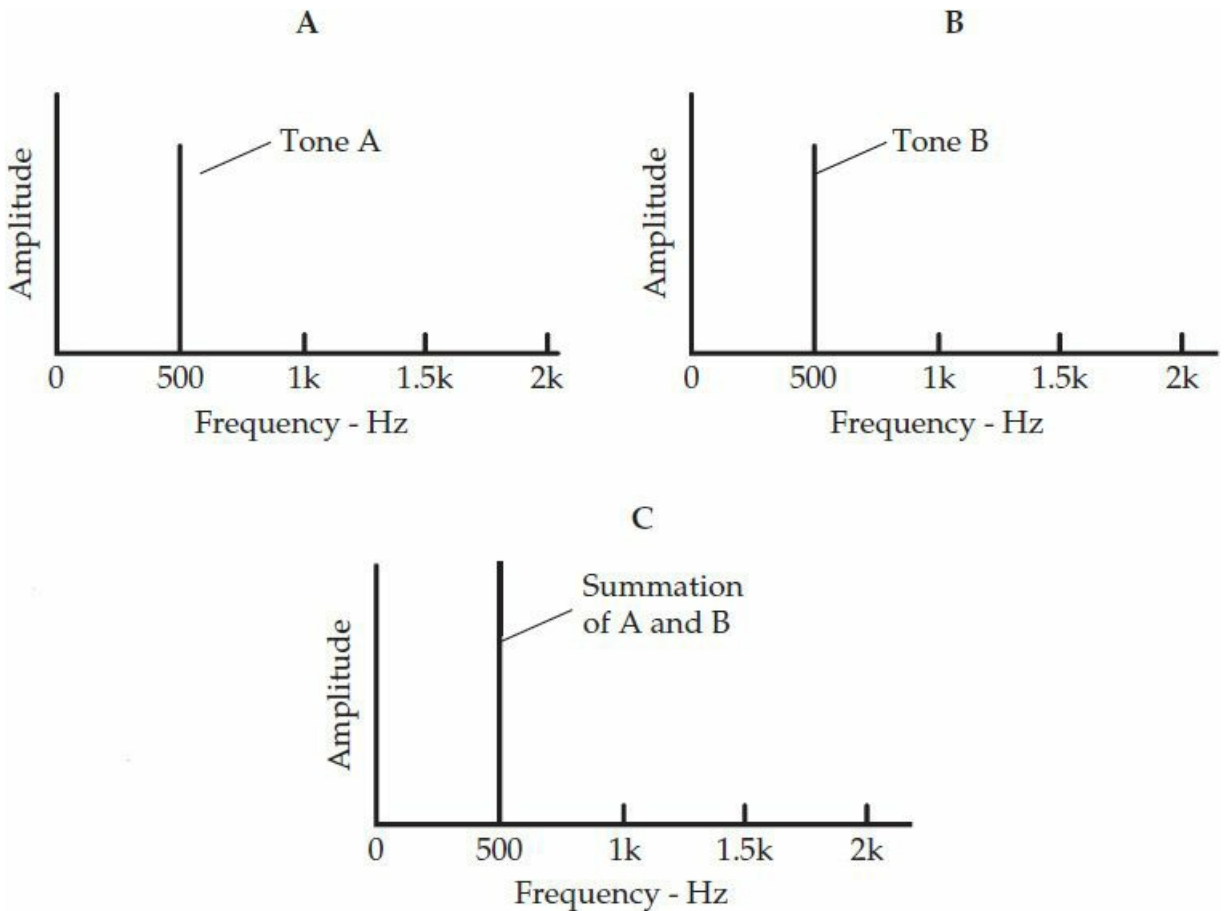 A
Amplitude
Tone A
0 500 1k 1.5k 2k
Frequency - Hz
B
Amplitude
Tone B
0 500 1k 1.5k 2k
Frequency - Hz
C
Amplitude
Summation
of A and B
0 500 1k 1.5k 2k
Frequency - Hz